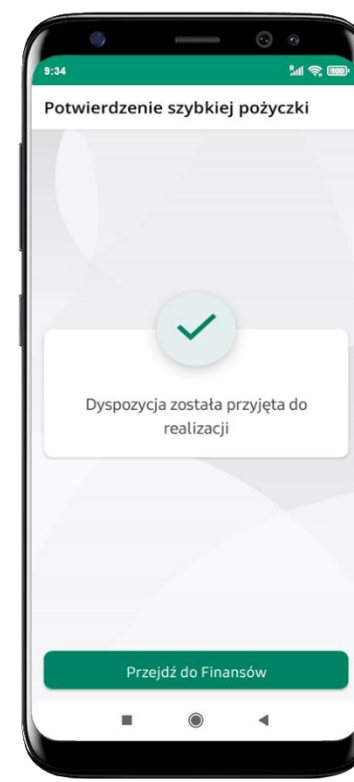 9:34
Potwierdzenie szybkiej pożyczki
Dyspozycja została przyjęta do
realizacji
Przejdź do Finansów